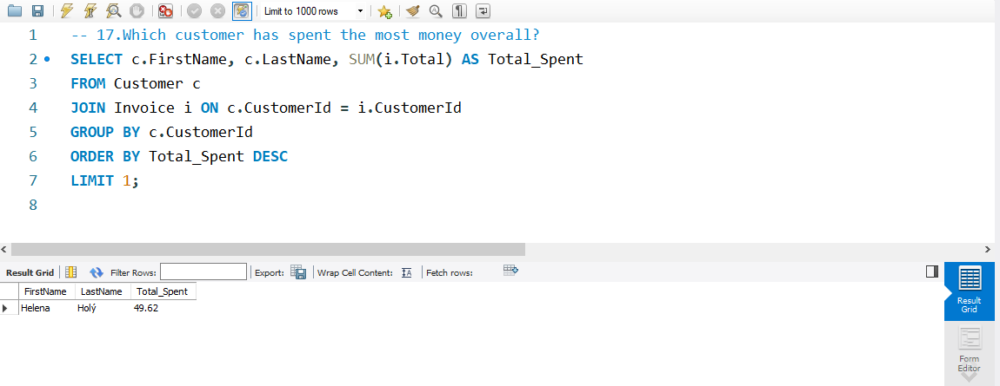 Limit to 1000 rows
1 -- 17.Which customer has spent the most money overall?
2 SELECT c.FirstName, c.LastName, SUM(i.Total) AS Total_Spent
3 FROM Customer c
4 JOIN Invoice i ON c.CustomerId = i.CustomerId
5 GROUP BY c.CustomerId
6 ORDER BY Total_Spent DESC
7 LIMIT 1;
8
Result Grid Filter Rows: Export: Wrap Cell Content: IA Fetch rows:
FirstName LastName Total_Spent
Helena Holý 49.62
Result
Grid
Form
Editor